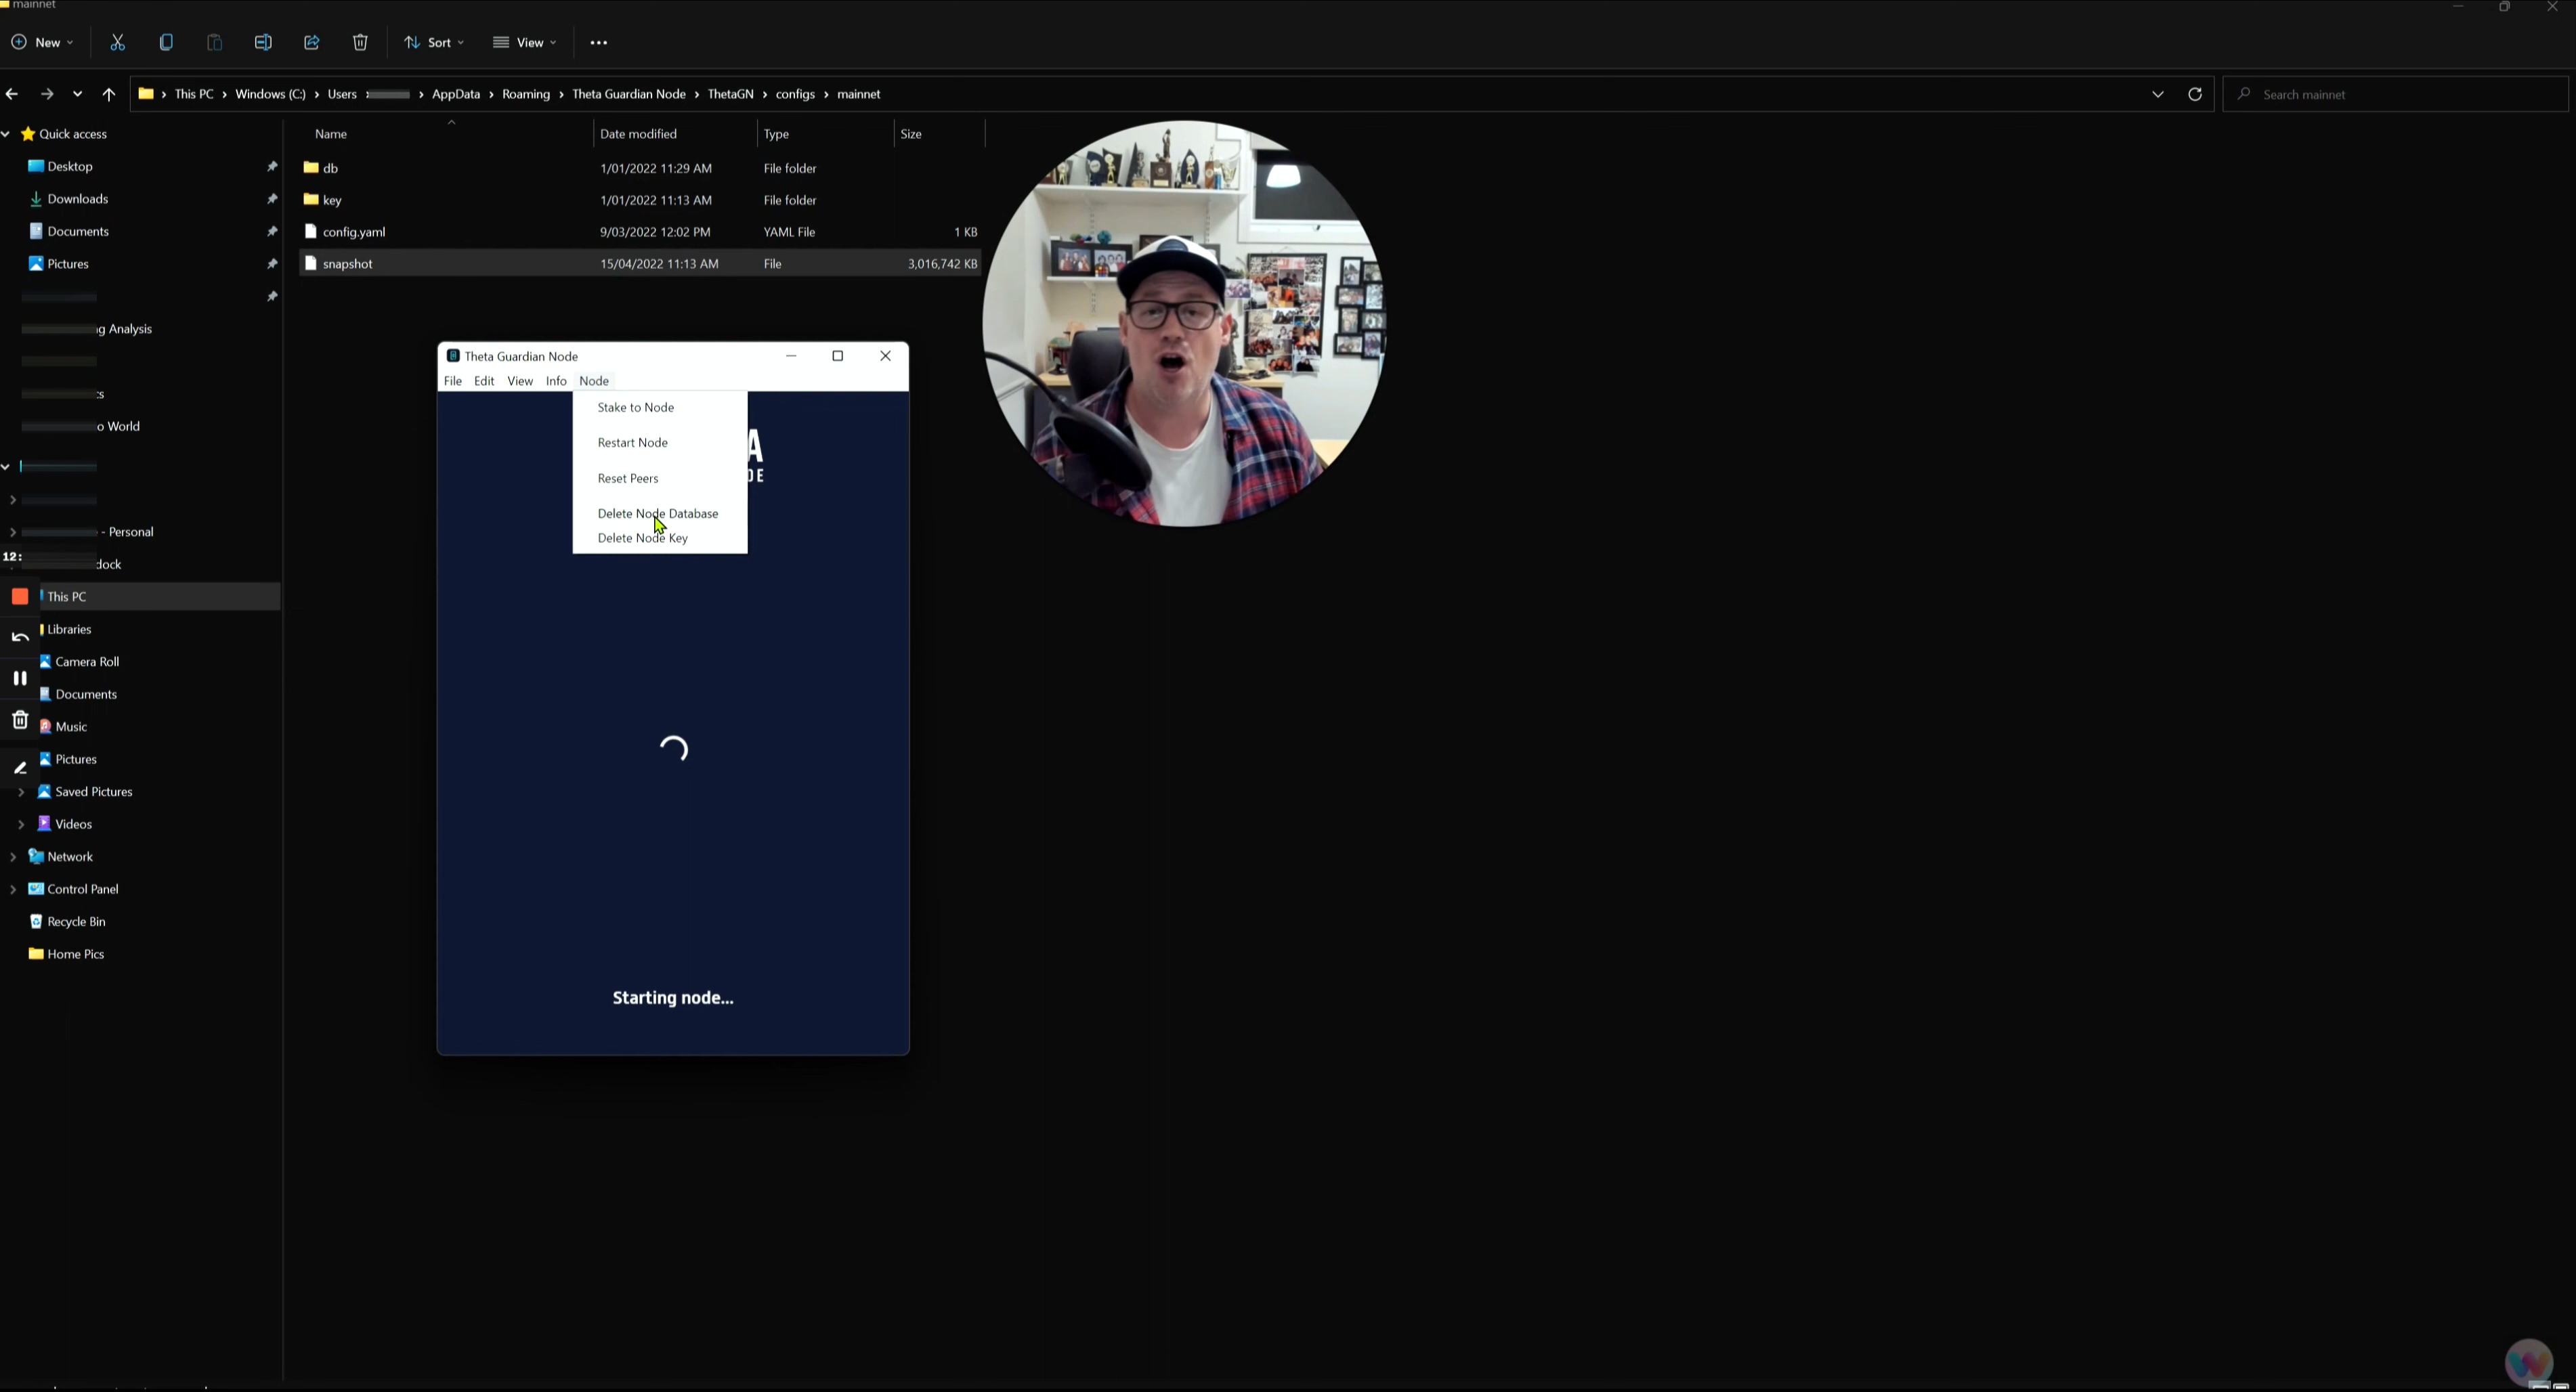 mainnet
New
Sort
View
This PC > Windows (C:) > Users > > AppData > Roaming > Theta Guardian Node > ThetaGN > configs > mainnet
Search mainnet
Quick access
Desktop
Downloads
Documents
Pictures
g Analysis
o World
- Personal
12:
dock
This PC
Libraries
Camera Roll
Documents
Music
Pictures
Saved Pictures
Videos
Network
Control Panel
Recycle Bin
Home Pics
Name Date modified Type Size
db 1/01/2022 11:29 AM File folder
key 1/01/2022 11:13 AM File folder
config.yaml 9/03/2022 12:02 PM YAML File 1 KB
snapshot 15/04/2022 11:13 AM File 3,016,742 KB
Theta Guardian Node
File Edit View Info Node
Stake to Node
Restart Node
Reset Peers
Delete Node Database
Delete Node Key
A
DE
Starting node...